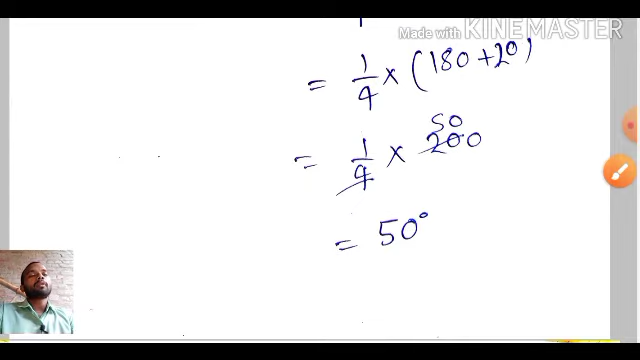 Made with KINEMASTER
= 1/4 × (180 + 20)
50
= 1/4 × 200
= 50°